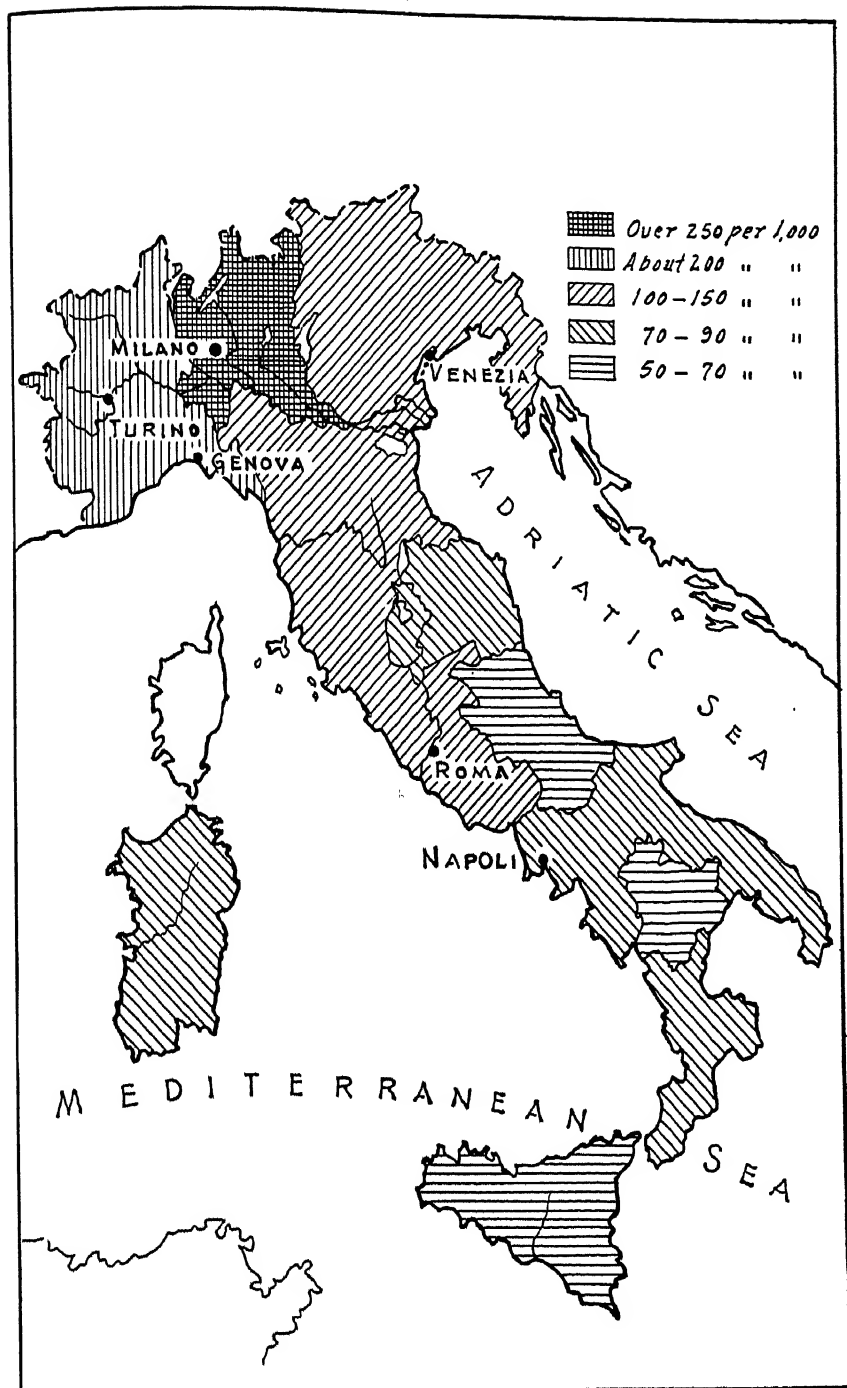 Over 250 per 1,000
About 200 " "
100-150 " "
70-90 " "
50-70 " "
MILANO
VENEZIA
TURINO
GENOVA
ADRIATIC SEA
ROMA
NAPOLI
MEDITERRANEAN SEA